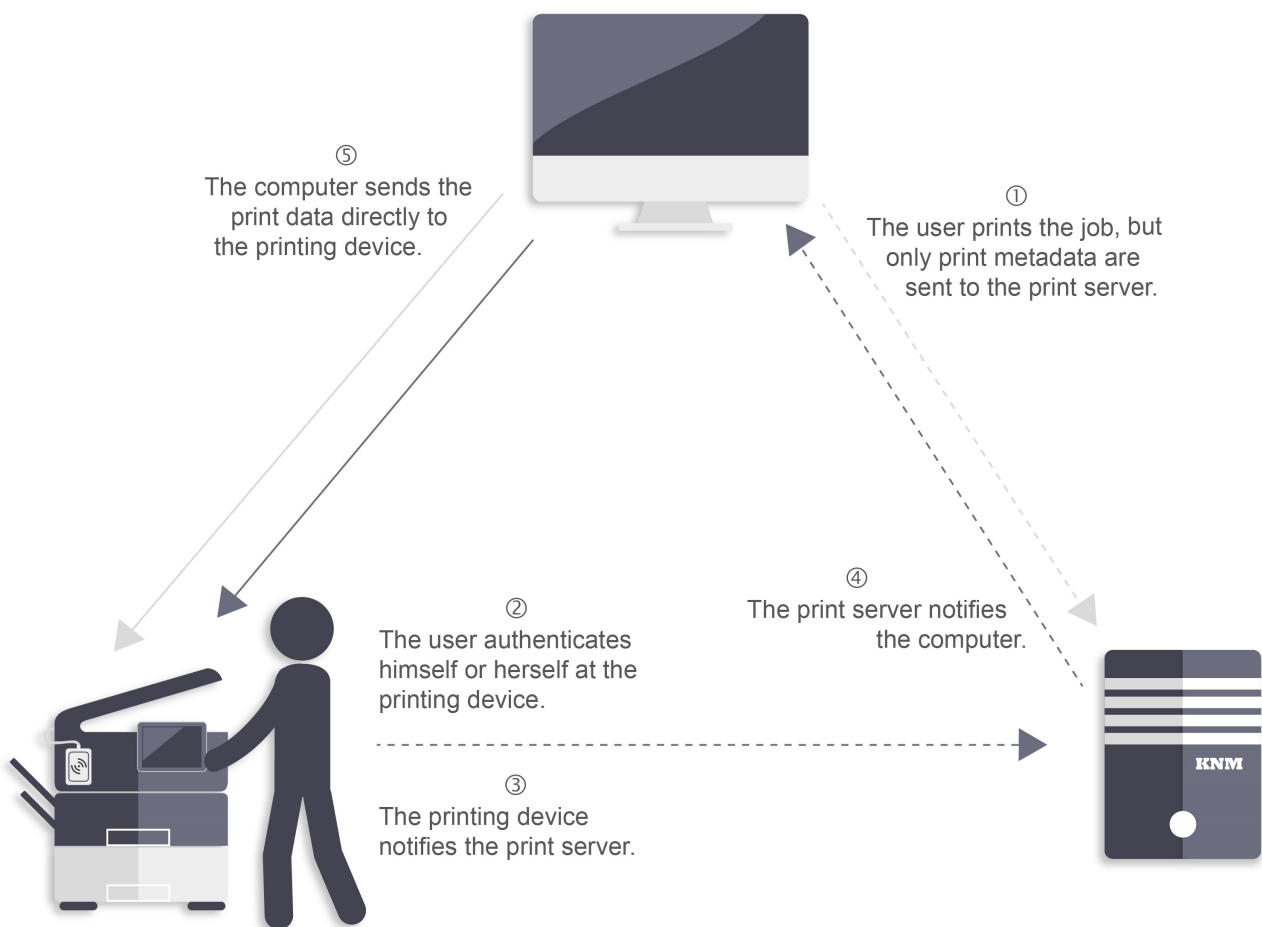 ①
The user prints the job, but
only print metadata are
sent to the print server.
②
The user authenticates
himself or herself at the
printing device.
③
The printing device
notifies the print server.
④
The print server notifies
the computer.
⑤
The computer sends the
print data directly to
the printing device.
KNM